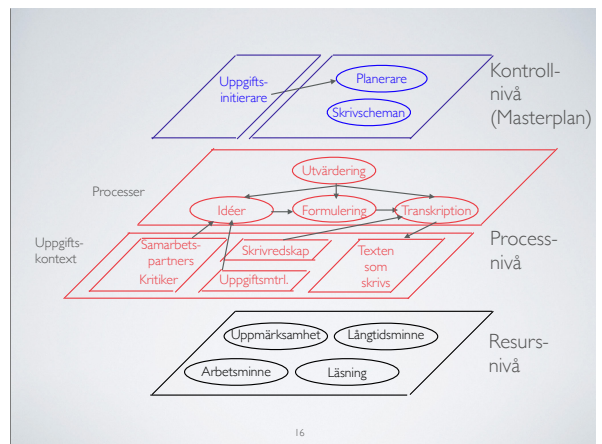 Uppgifts-
initierare
Planerare
Skrivscheman
Kontroll-
nivå
(Masterplan)
Processer
Utvärdering
Idéer
Formulering
Transkription
Uppgifts-
kontext
Samarbets-
partners
Kritiker
Skrivredskap
Uppgiftsmtrl.
Texten
som
skrivs
Process-
nivå
Uppmärksamhet
Långtidsminne
Arbetsminne
Läsning
Resurs-
nivå
16